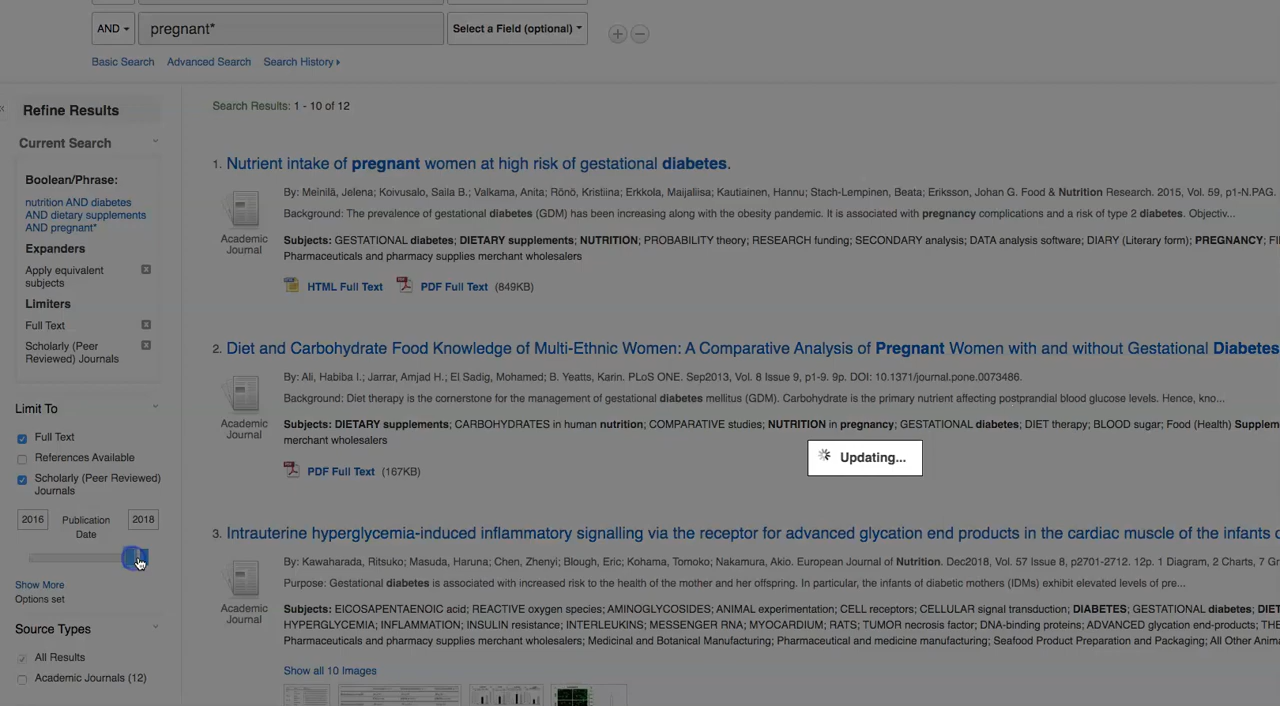 AND
pregnant*
Select a Field (optional)
Basic Search
Advanced Search
Search History
Refine Results
Current Search
Boolean/Phrase:
nutrition AND diabetes
AND dietary supplements
AND pregnant*
Expanders
Apply equivalent
subjects
Limiters
Full Text
Scholarly (Peer
Reviewed) Journals
Limit To
Full Text
References Available
Scholarly (Peer Reviewed)
Journals
2016
Publication
Date
2018
Show More
Options set
Source Types
All Results
Academic Journals (12)
Search Results: 1 - 10 of 12
1. Nutrient intake of pregnant women at high risk of gestational diabetes.
By: Meinilä, Jelena; Koivusalo, Saila B.; Valkama, Anita; Rönö, Kristiina; Erkkola, Maijaliisa; Kautiainen, Hannu; Stach-Lempinen, Beata; Eriksson, Johan G. Food & Nutrition Research. 2015, Vol. 59, p1-N.PAG.
Background: The prevalence of gestational diabetes (GDM) has been increasing along with the obesity pandemic. It is associated with pregnancy complications and a risk of type 2 diabetes. Objectiv...
Academic
Journal
Subjects: GESTATIONAL diabetes; DIETARY supplements; NUTRITION; PROBABILITY theory; RESEARCH funding; SECONDARY analysis; DATA analysis software; DIARY (Literary form); PREGNANCY; FI
Pharmaceuticals and pharmacy supplies merchant wholesalers
HTML Full Text
PDF Full Text (849KB)
2. Diet and Carbohydrate Food Knowledge of Multi-Ethnic Women: A Comparative Analysis of Pregnant Women with and without Gestational Diabetes
By: Ali, Habiba I.; Jarrar, Amjad H.; El Sadig, Mohamed; B. Yeatts, Karin. PLoS ONE. Sep2013, Vol. 8 Issue 9, p1-9. 9p. DOI: 10.1371/journal.pone.0073486.
Background: Diet therapy is the cornerstone for the management of gestational diabetes mellitus (GDM). Carbohydrate is the primary nutrient affecting postprandial blood glucose levels. Hence, kno...
Academic
Journal
Subjects: DIETARY supplements; CARBOHYDRATES in human nutrition; COMPARATIVE studies; NUTRITION in pregnancy; GESTATIONAL diabetes; DIET therapy; BLOOD sugar; Food (Health) Supplem
merchant wholesalers
Updating...
PDF Full Text (167KB)
3. Intrauterine hyperglycemia-induced inflammatory signalling via the receptor for advanced glycation end products in the cardiac muscle of the infants o
By: Kawaharada, Ritsuko; Masuda, Haruna; Chen, Zhenyi; Blough, Eric; Kohama, Tomoko; Nakamura, Akio. European Journal of Nutrition. Dec2018, Vol. 57 Issue 8, p2701-2712. 12p. 1 Diagram, 2 Charts, 7 Gr
Purpose: Gestational diabetes is associated with increased risk to the health of the mother and her offspring. In particular, the infants of diabetic mothers (IDMs) exhibit elevated levels of pre...
Academic
Journal
Subjects: EICOSAPENTAENOIC acid; REACTIVE oxygen species; AMINOGLYCOSIDES; ANIMAL experimentation; CELL receptors; CELLULAR signal transduction; DIABETES; GESTATIONAL diabetes; DIET
HYPERGLYCEMIA; INFLAMMATION; INSULIN resistance; INTERLEUKINS; MESSENGER RNA; MYOCARDIUM; RATS; TUMOR necrosis factor; DNA-binding proteins; ADVANCED glycation end-products; THE
Pharmaceuticals and pharmacy supplies merchant wholesalers; Medicinal and Botanical Manufacturing; Pharmaceutical and medicine manufacturing; Seafood Product Preparation and Packaging; All Other Anima
Show all 10 Images